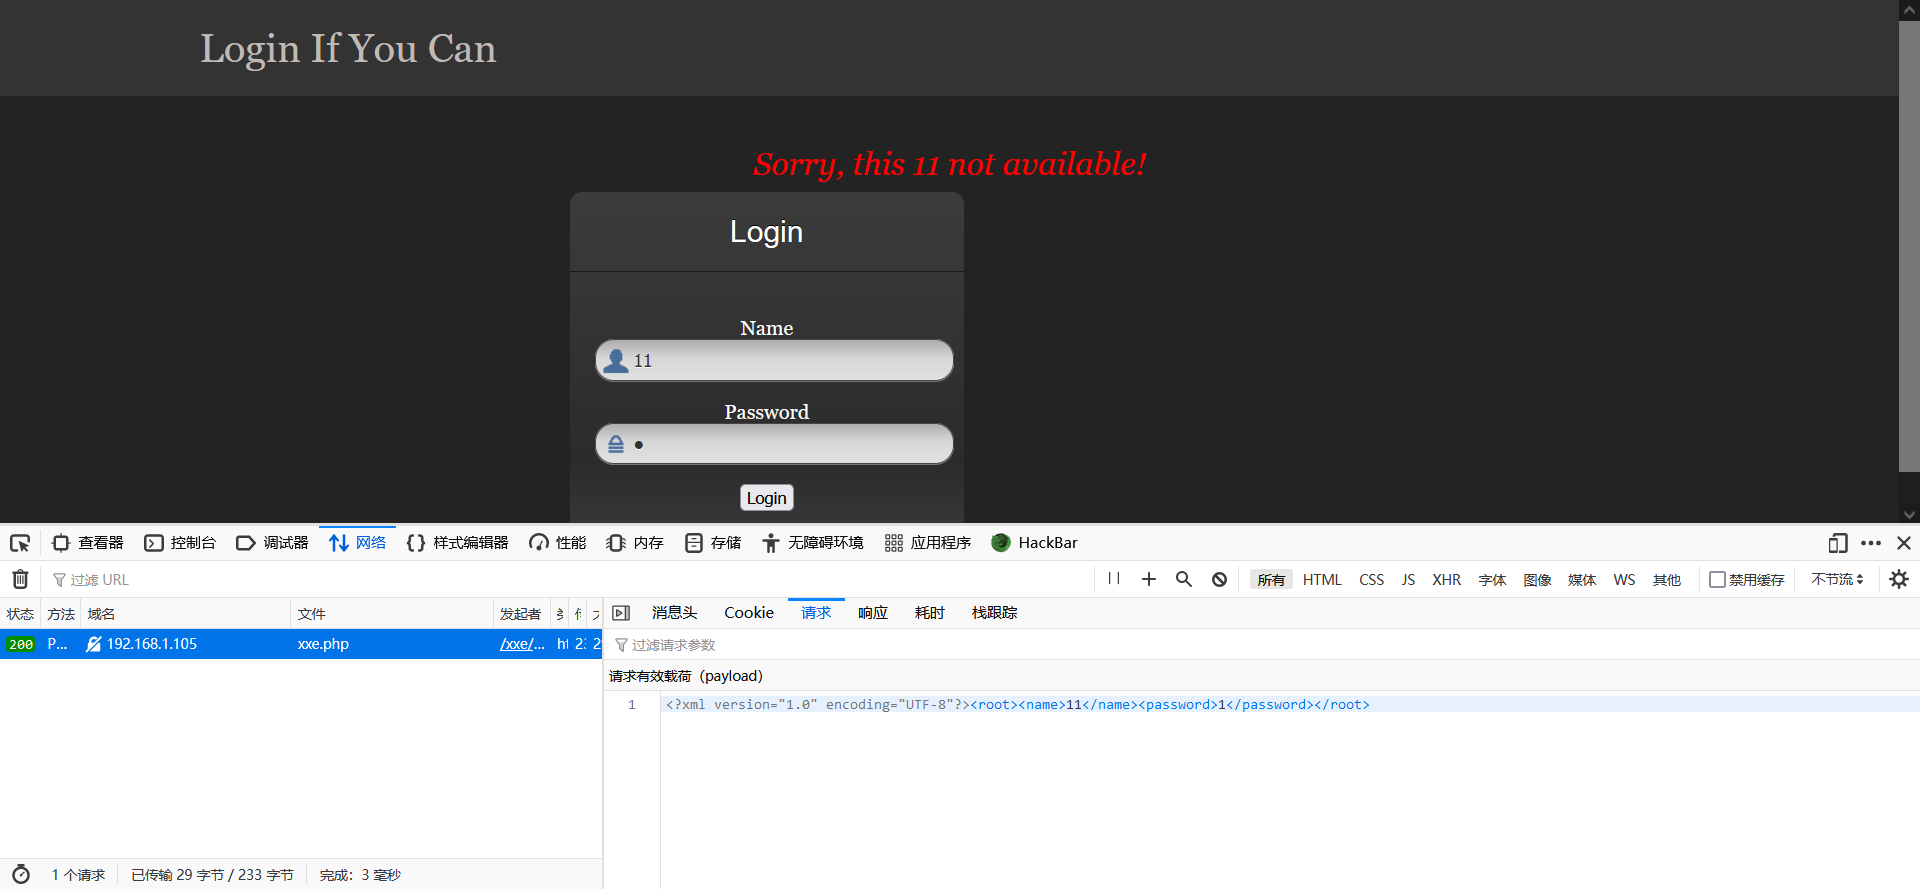 Login If You Can
Sorry, this 11 not available!
Login
Name
11
Password
Login
查看器 控制台 调试器 网络 样式编辑器 性能 内存 存储 无障碍环境 应用程序 HackBar
过滤 URL
所有 HTML CSS JS XHR 字体 图像 媒体 WS 其他 禁用缓存 不节流
状态 方法 域名 文件 发起者
消息头 Cookie 请求 响应 耗时 栈跟踪
200 P... 192.168.1.105 xxe.php /xxe/...
过滤请求参数
请求有效载荷（payload）
1 <?xml version="1.0" encoding="UTF-8"?><root><name>11</name><password>1</password></root>
1 个请求 已传输 29 字节 / 233 字节 完成：3 毫秒